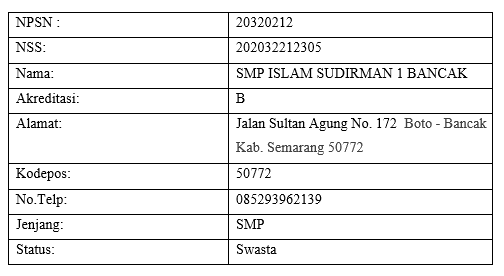 NPSN : 20320212
NSS: 202032212305
Nama: SMP ISLAM SUDIRMAN 1 BANCAK
Akreditasi: B
Alamat: Jalan Sultan Agung No. 172 Boto - Bancak
Kab. Semarang 50772
Kodepos: 50772
No.Telp: 085293962139
Jenjang: SMP
Status: Swasta